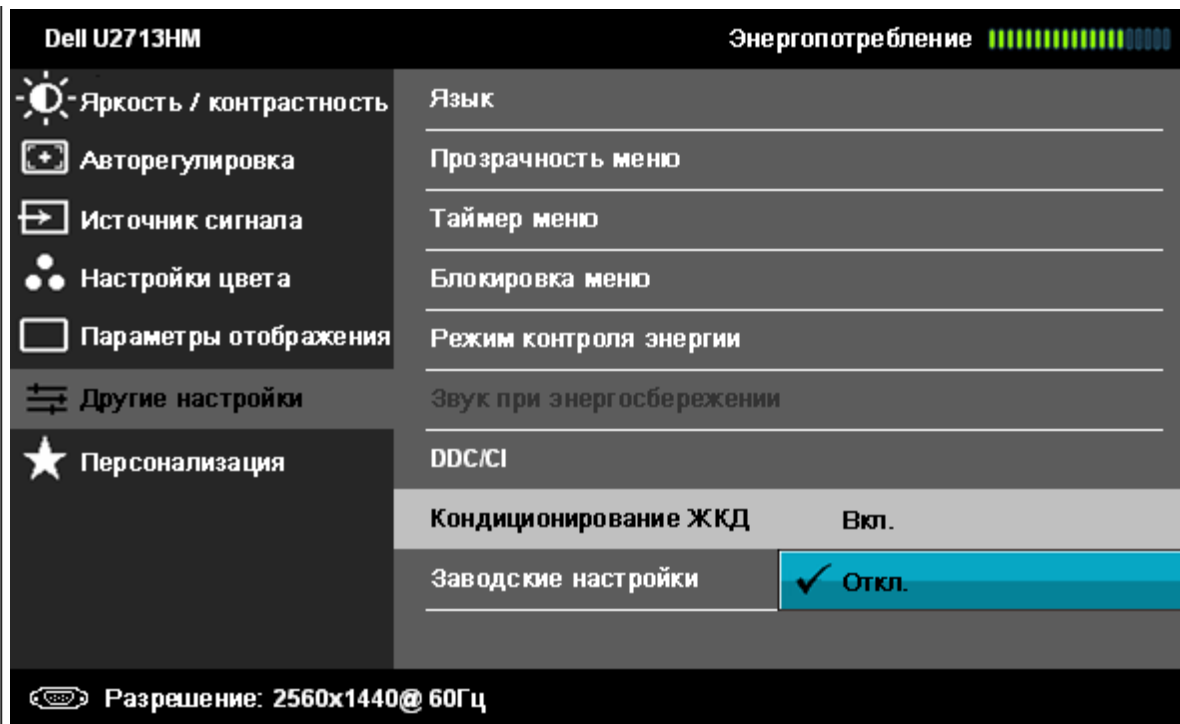 Dell U2713HM
Энергопотребление
Яркость / контрастность
Авторегулировка
Источник сигнала
Настройки цвета
Параметры отображения
Другие настройки
Персонализация
Язык
Прозрачность меню
Таймер меню
Блокировка меню
Режим контроля энергии
Звук при энергосбережении
DDC/CI
Кондиционирование ЖКД Вкл.
Заводские настройки Откл.
Разрешение: 2560x1440@ 60Гц